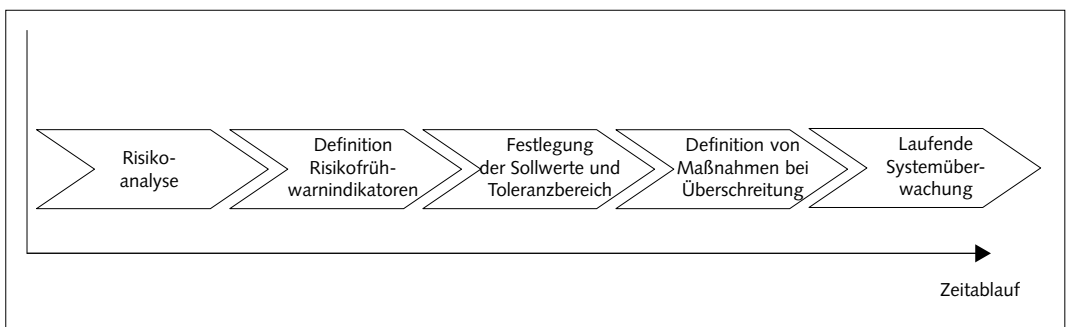 Risiko-
analyse
Definition
Risikofrüh-
warnindikatoren
Festlegung
der Sollwerte und
Toleranzbereich
Definition von
Maßnahmen bei
Überschreitung
Laufende
Systemüber-
wachung
Zeitablauf